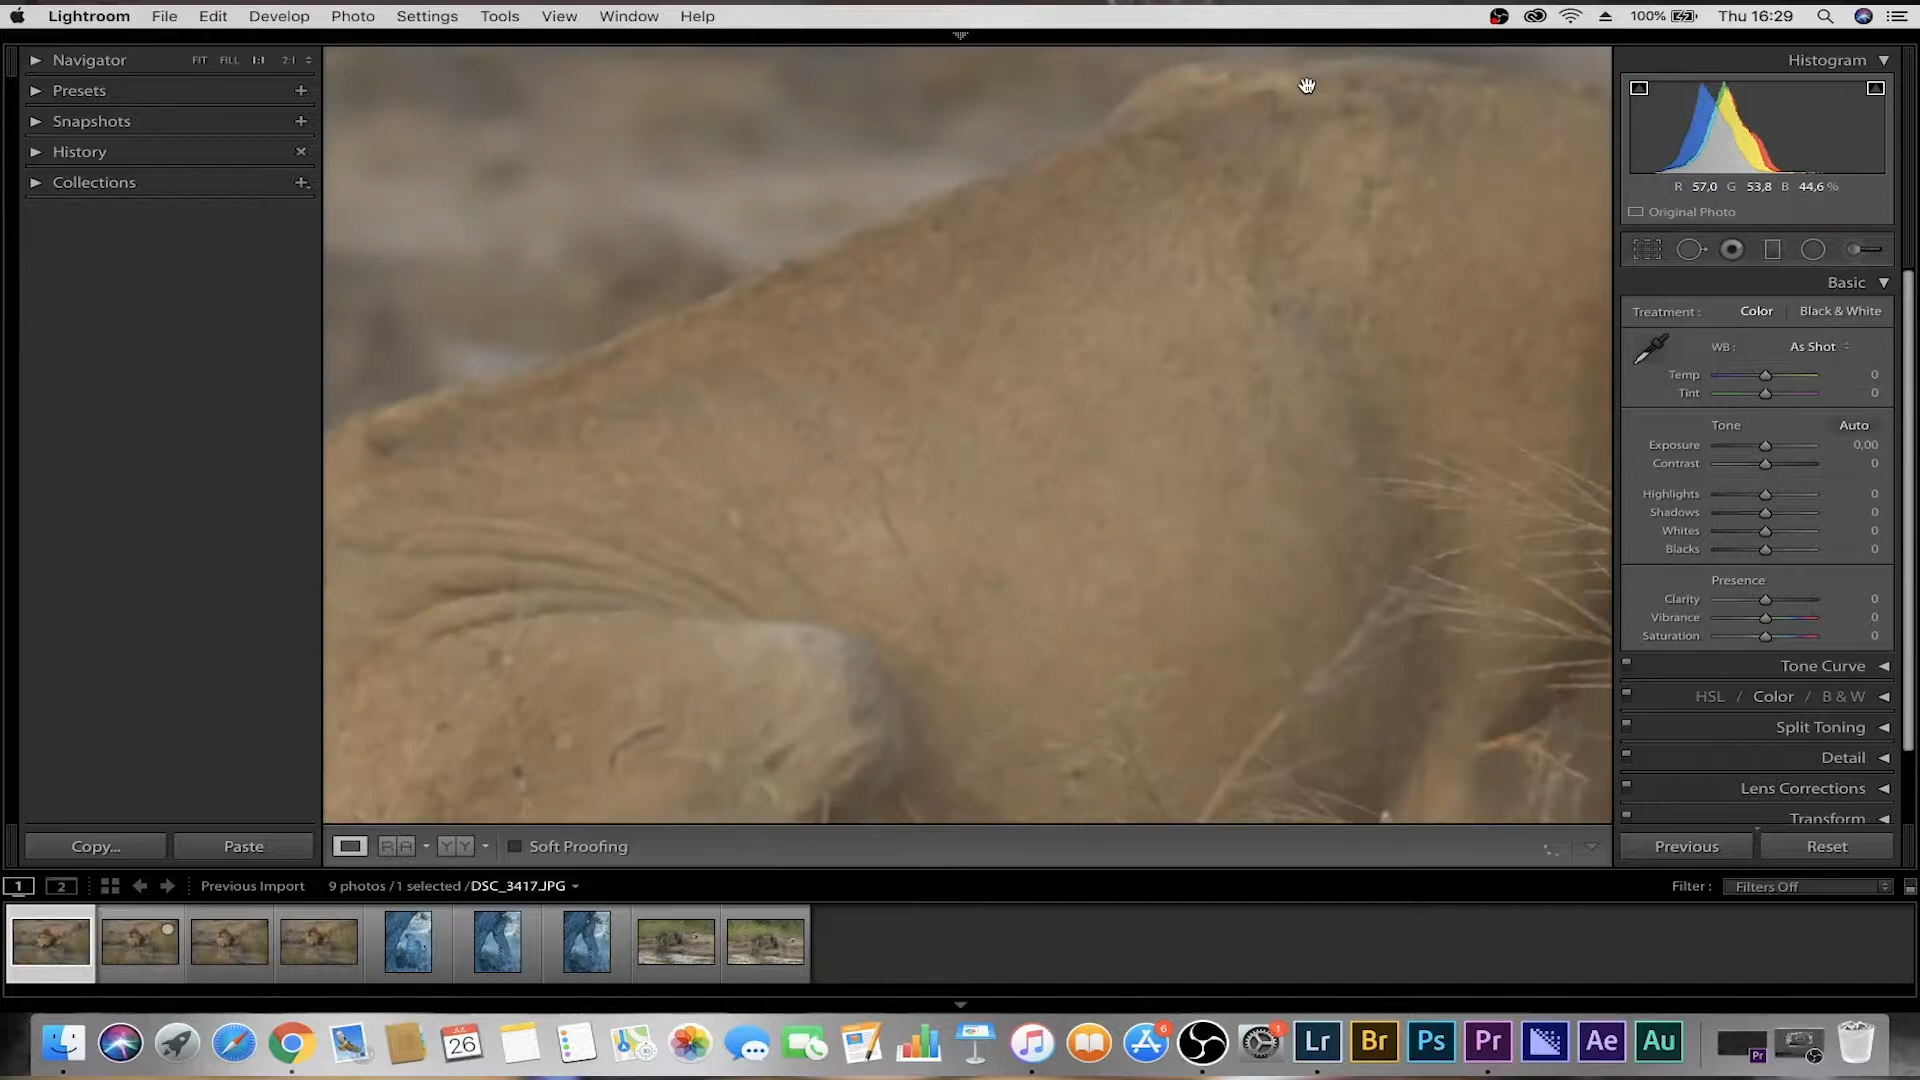 Lightroom File Edit Develop Photo Settings Tools View Window Help 100% Thu 16:29
Navigator FIT FILL 1:1 2:1
Presets
Snapshots
History
Collections
Histogram
R 57,0 G 53,8 B 44,6 %
Original Photo
Basic
Treatment : Color Black & White
WB : As Shot
Temp 0
Tint 0
Tone Auto
Exposure 0,00
Contrast 0
Highlights 0
Shadows 0
Whites 0
Blacks 0
Presence
Clarity 0
Vibrance 0
Saturation 0
Tone Curve
HSL / Color / B & W
Split Toning
Detail
Lens Corrections
Transform
Copy... Paste
R A Y Y Soft Proofing
Previous Reset
1 2 Previous Import 9 photos / 1 selected / DSC_3417.JPG Filter : Filters Off
JUL
26
6
1
Lr Br Ps Pr Ae Au
Pr